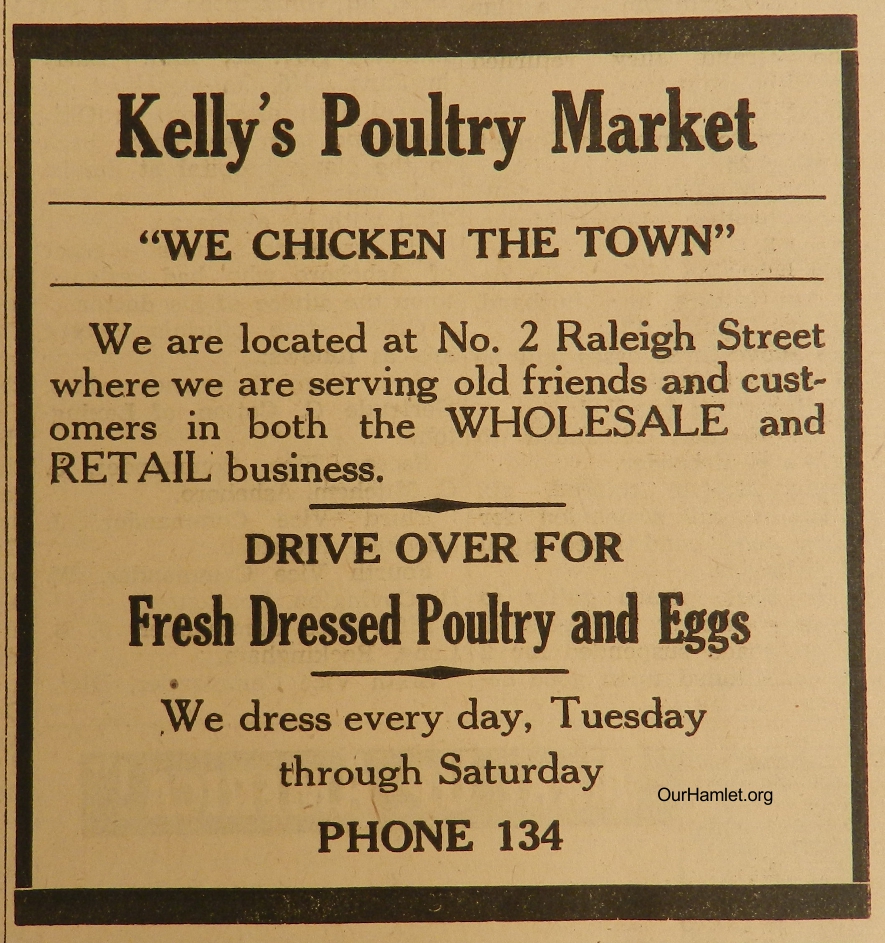 Kelly's Poultry Market
"WE CHICKEN THE TOWN"
We are located at No. 2 Raleigh Street
where we are serving old friends and cust-
omers in both the WHOLESALE and
RETAIL business.
DRIVE OVER FOR
Fresh Dressed Poultry and Eggs
We dress every day, Tuesday
through Saturday
OurHamlet.org
PHONE 134